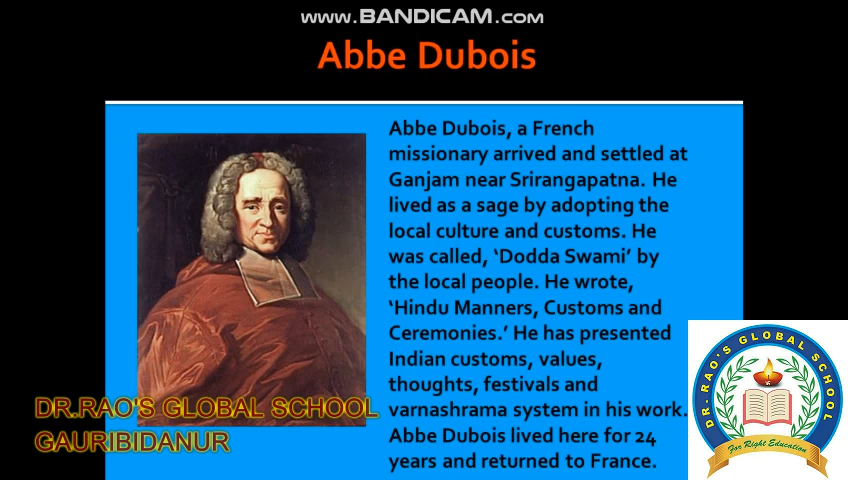 www.BANDICAM.com
Abbe Dubois
Abbe Dubois, a French
missionary arrived and settled at
Ganjam near Srirangapatna. He
lived as a sage by adopting the
local culture and customs. He
was called, ‘Dodda Swami’ by
the local people. He wrote,
‘Hindu Manners, Customs and
Ceremonies.’ He has presented
Indian customs, values,
thoughts, festivals and
varnashrama system in his work.
Abbe Dubois lived here for 24
years and returned to France.
DR.RAO'S GLOBAL SCHOOL
GAURIBIDANUR
DR. RAO'S GLOBAL SCHOOL
For Right Education